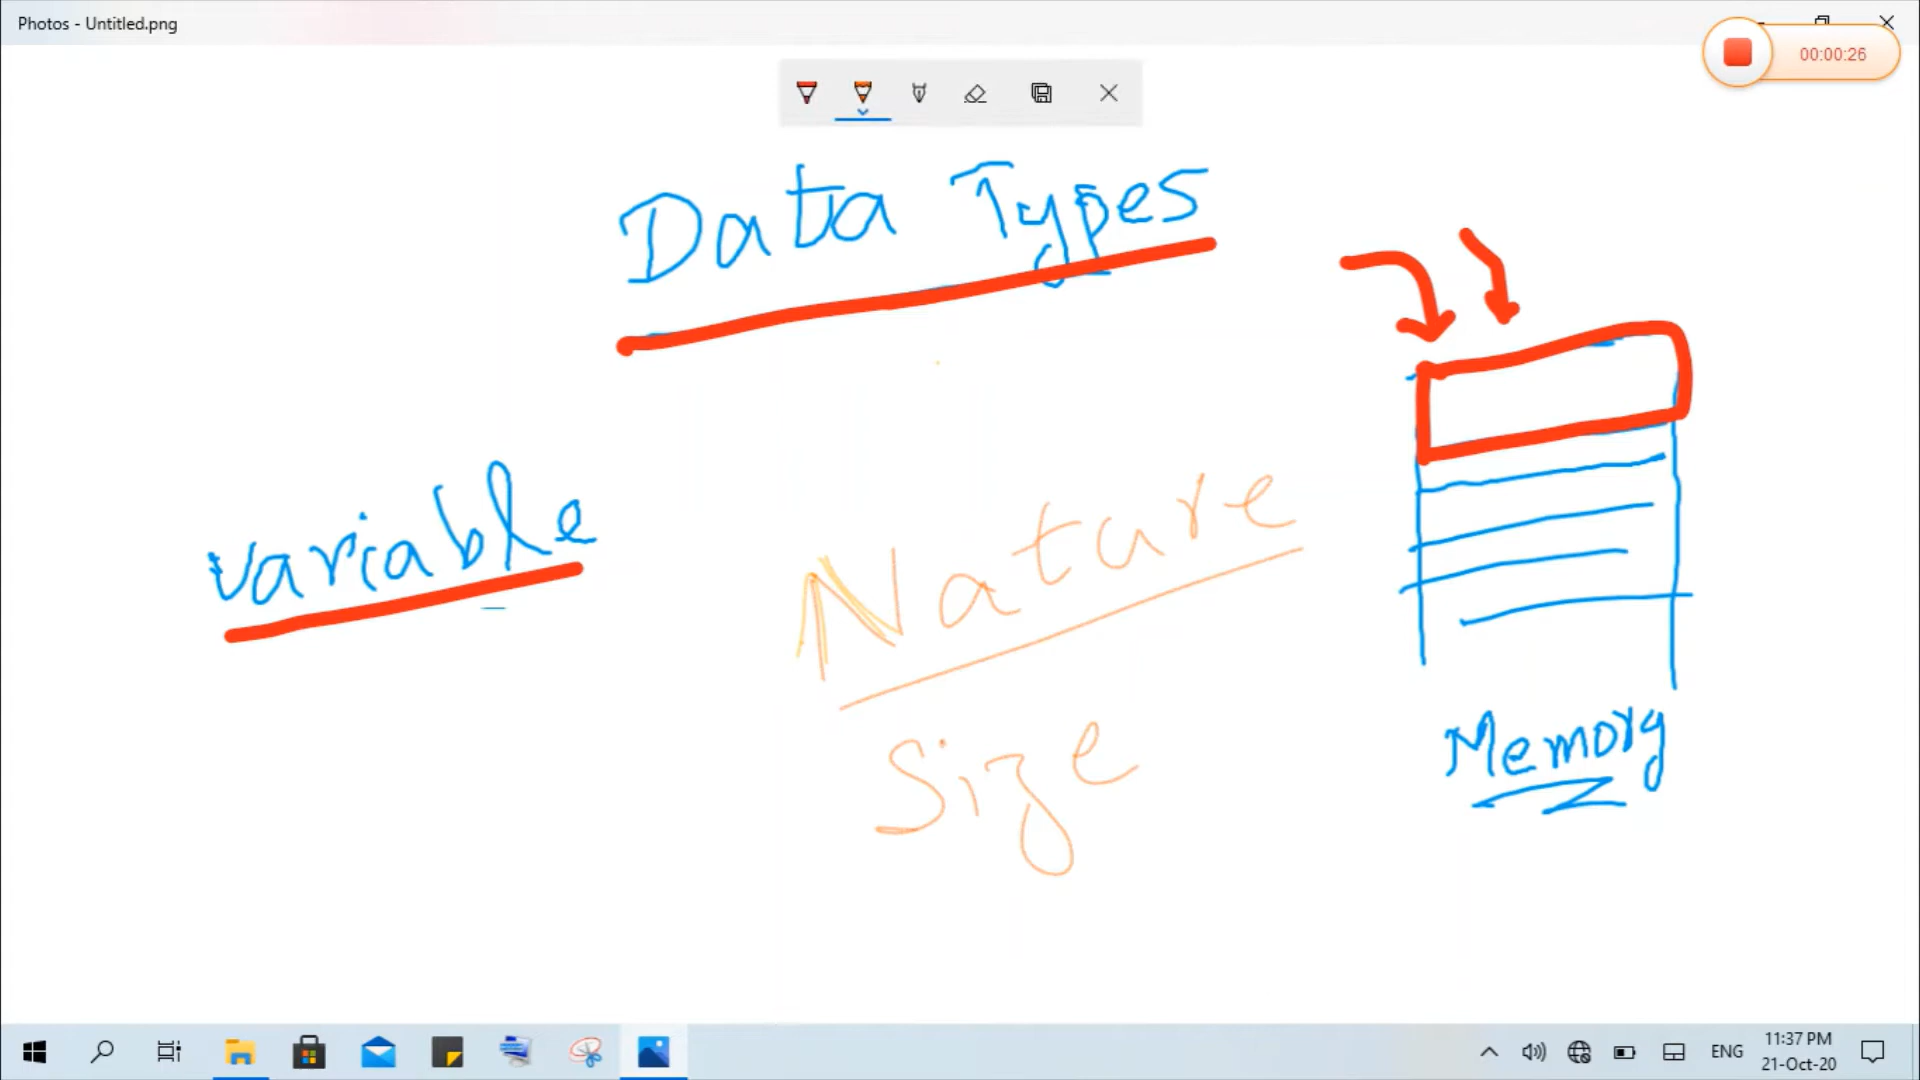 Photos - Untitled.png
00:00:26
Data Types
variable
Nature
Size
Memory
ENG
11:37 PM
21-Oct-20